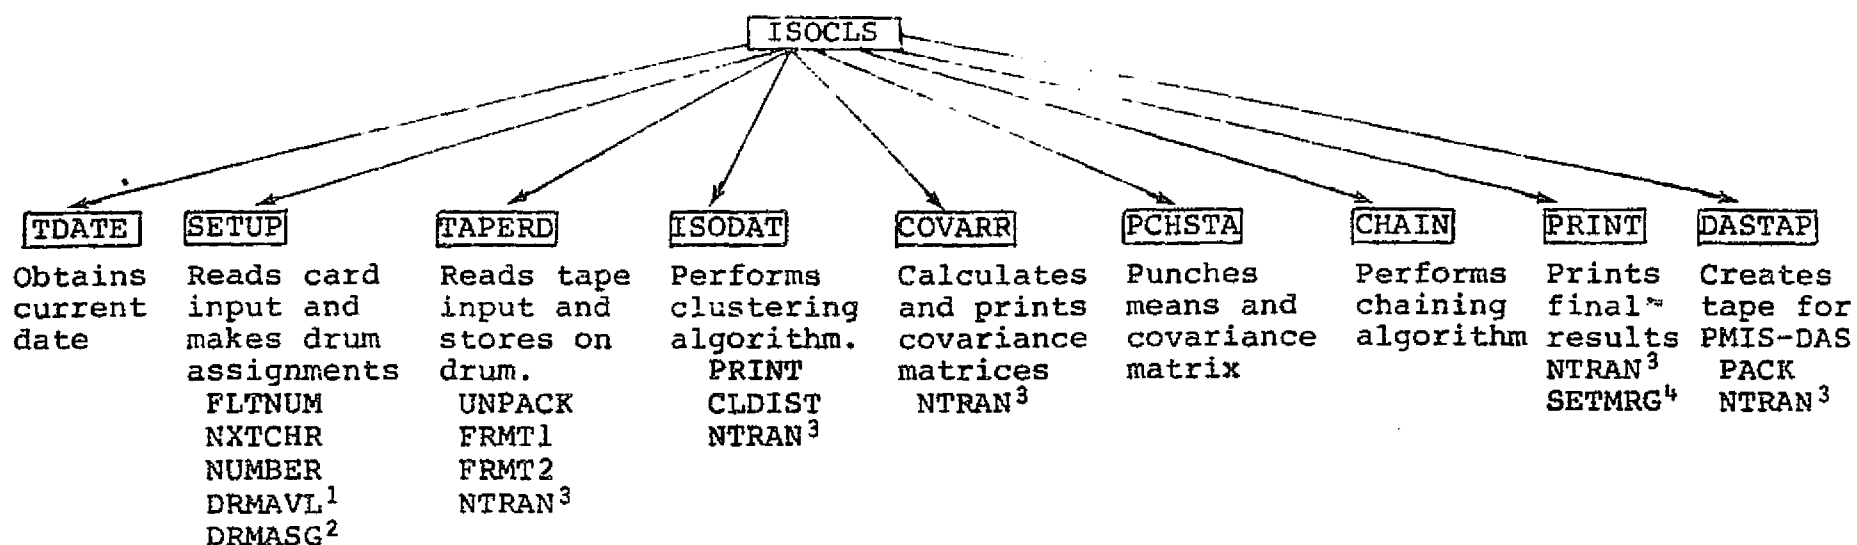 ISOCLS
TDATE
Obtains
current
date
SETUP
Reads card
input and
makes drum
assignments
FLTNUM
NXTCHR
NUMBER
DRMAVL1
DRMASG2
TAPERD
Reads tape
input and
stores on
drum.
UNPACK
FRMT1
FRMT2
NTRAN3
ISODAT
Performs
clustering
algorithm.
PRINT
CLDIST
NTRAN3
COVARR
Calculates
and prints
covariance
matrices
NTRAN3
PCHSTA
Punches
means and
covariance
matrix
CHAIN
Performs
chaining
algorithm
PRINT
Prints
final
results
NTRAN3
SETMRG4
DASTAP
Creates
tape for
PMIS-DAS
PACK
NTRAN3